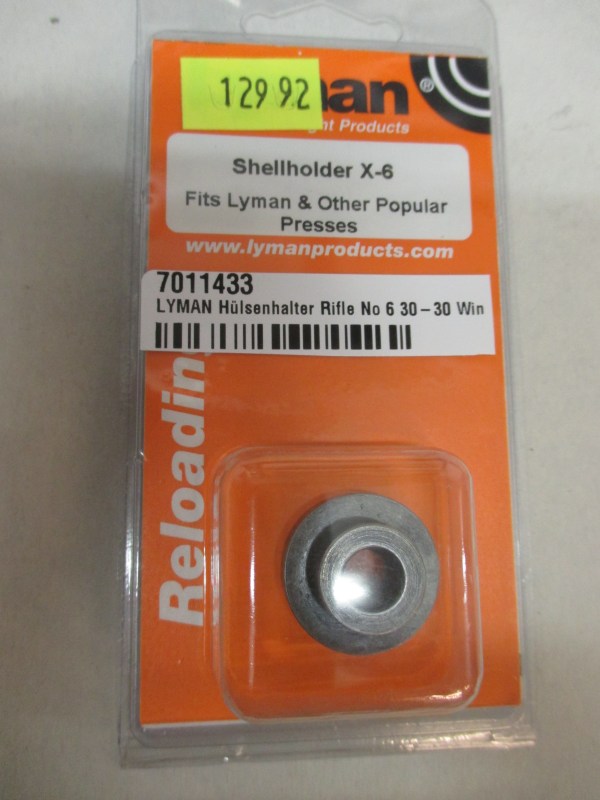 129 92
man
®
ght Products
Shellholder X-6
Fits Lyman & Other Popular
Presses
www.lymanproducts.com
7011433
LYMAN Hülsenhalter Rifle No 6 30-30 Win
Reloadin